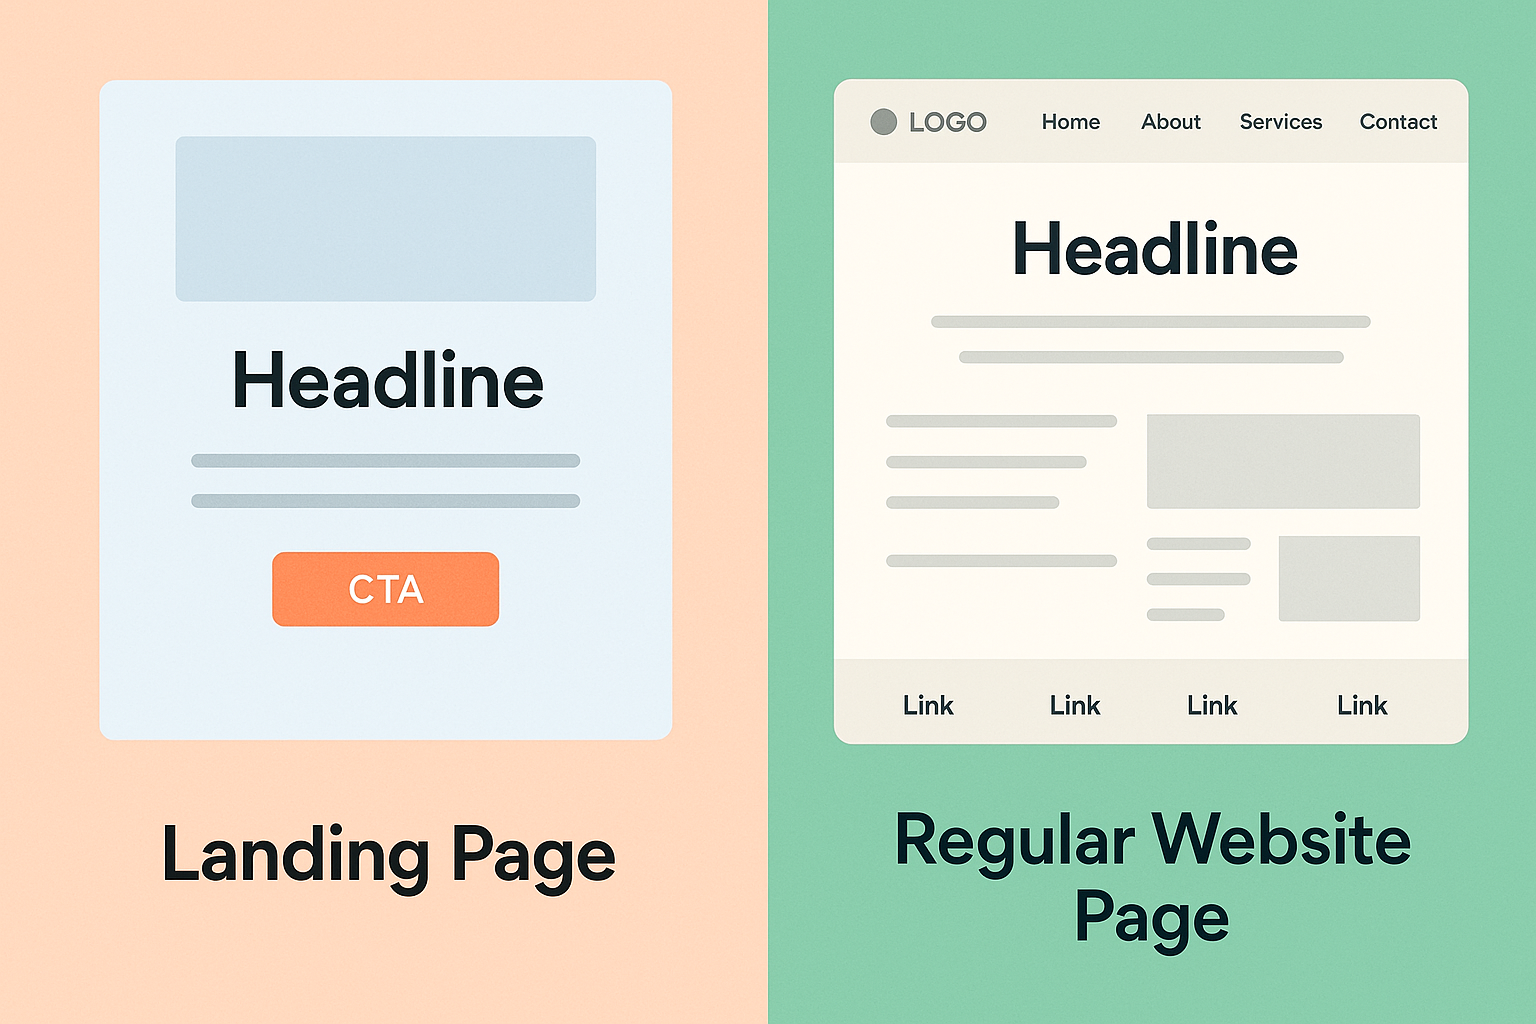 Headline
CTA
Landing Page
LOGO Home About Services Contact
Headline
Link Link Link Link
Regular Website
Page